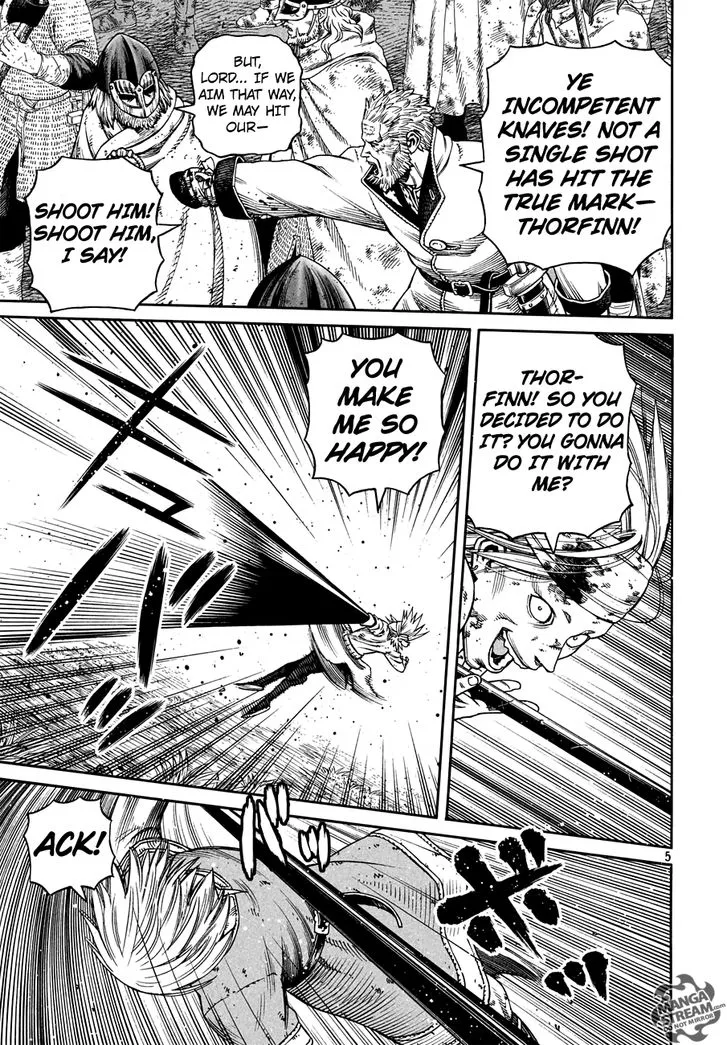 YE
INCOMPETENT
KNAVES! NOT A
SINGLE SHOT
HAS HIT THE
TRUE MARK—
THORFINN!
BUT,
LORD... IF WE
AIM THAT WAY,
WE MAY HIT
OUR—
SHOOT HIM!
SHOOT HIM,
I SAY!
THOR-
FINN! SO YOU
DECIDED TO DO
IT? YOU GONNA
DO IT WITH
ME?
YOU
MAKE
ME SO
HAPPY!
ACK!
5
MANGA
STREAM.COM
DO NOT MIRROR